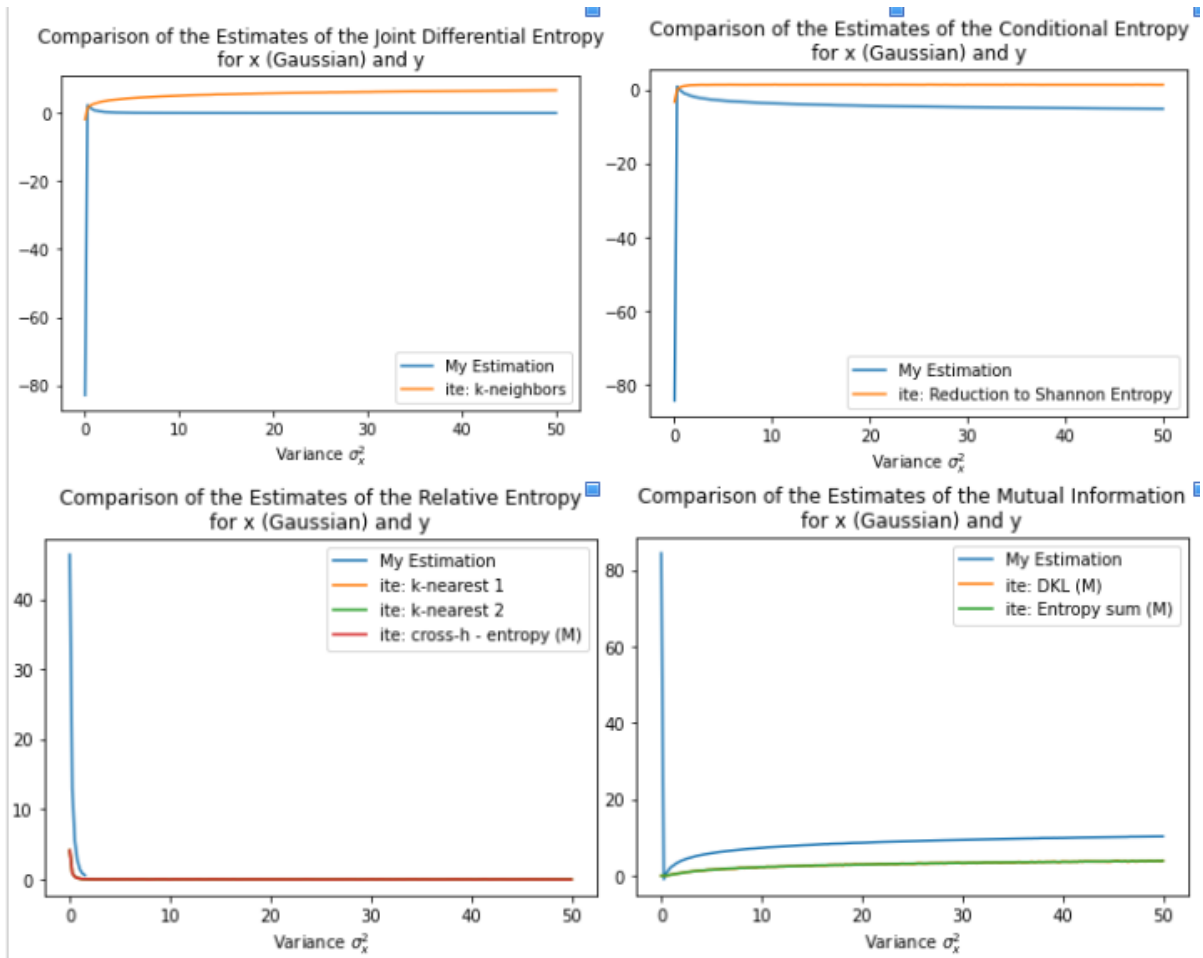 Comparison of the Estimates of the Joint Differential Entropy
for x (Gaussian) and y
0
−20
−40
−60
−80
My Estimation
ite: k-neighbors
0 10 20 30 40 50
Variance σ²ₓ
Comparison of the Estimates of the Conditional Entropy
for x (Gaussian) and y
0
−20
−40
−60
−80
My Estimation
ite: Reduction to Shannon Entropy
0 10 20 30 40 50
Variance σ²ₓ
Comparison of the Estimates of the Relative Entropy
for x (Gaussian) and y
40
30
20
10
0
My Estimation
ite: k-nearest 1
ite: k-nearest 2
ite: cross-h - entropy (M)
0 10 20 30 40 50
Variance σ²ₓ
Comparison of the Estimates of the Mutual Information
for x (Gaussian) and y
80
60
40
20
0
My Estimation
ite: DKL (M)
ite: Entropy sum (M)
0 10 20 30 40 50
Variance σ²ₓ